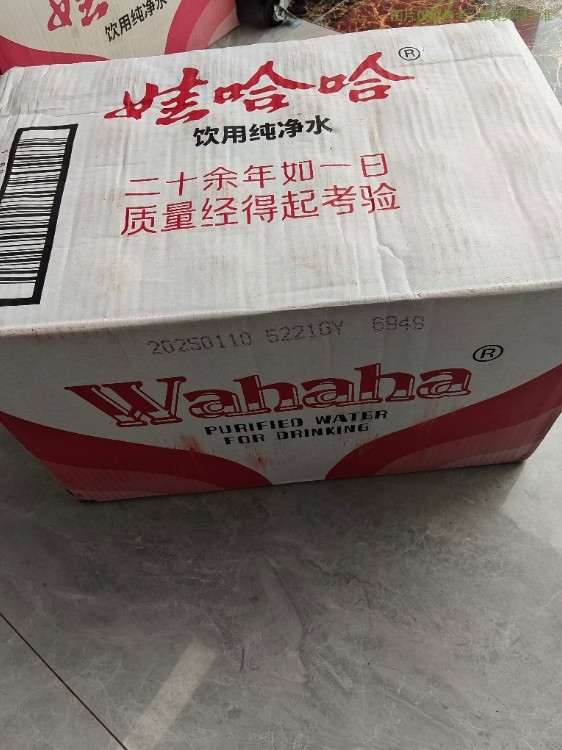 饮用纯净水
娃哈哈®
饮用纯净水
二十余年如一日
质量经得起考验
20250110 5221GY 6949
Wahaha®
PURIFIED WATER
FOR DRINKING